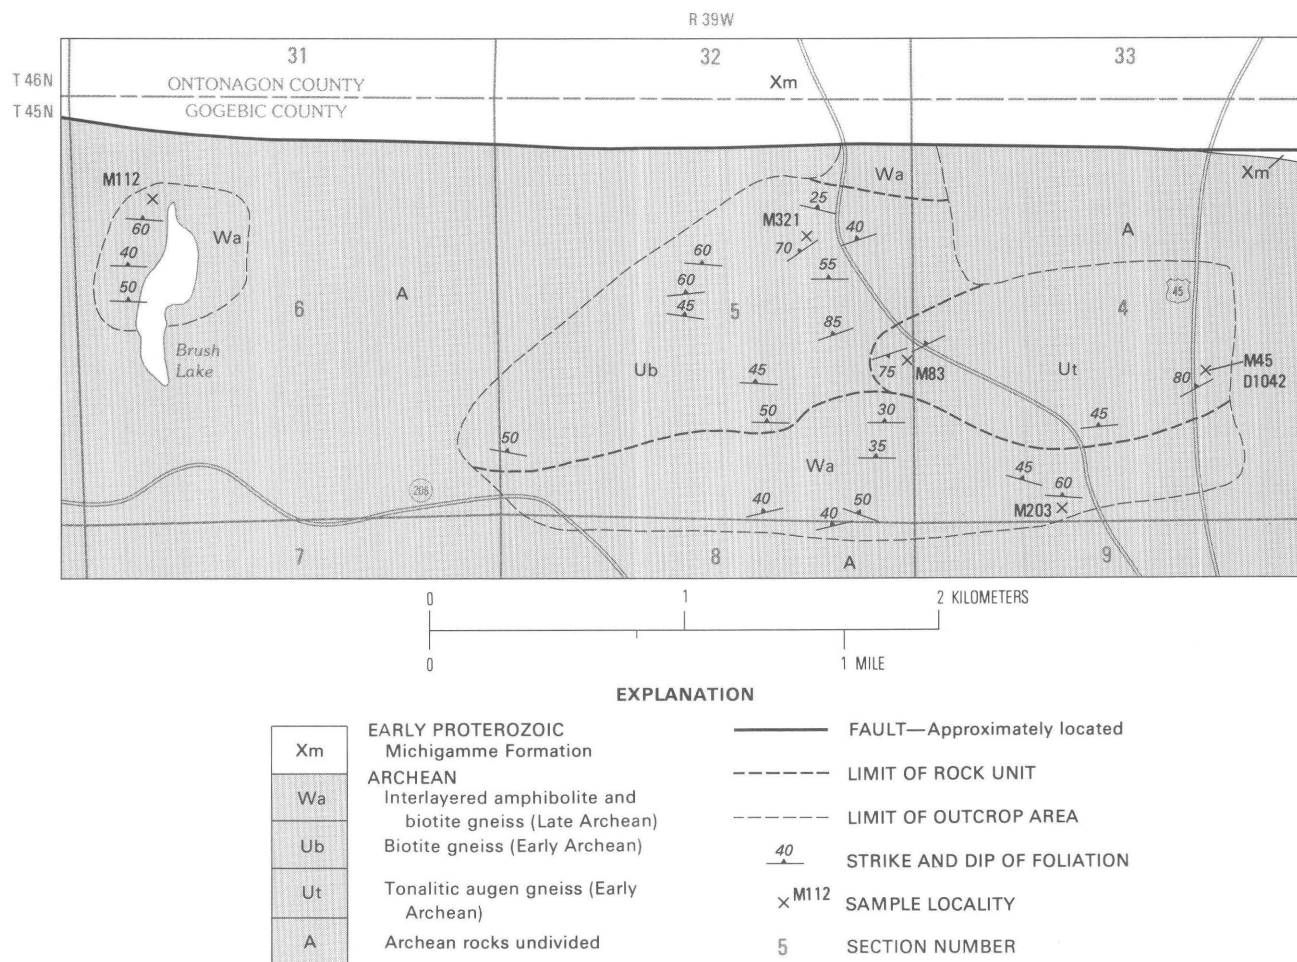 R 39W
31
32
33
T 46N
ONTONAGON COUNTY
Xm
T 45N
GOGEBIC COUNTY
M112
Wa
Xm
25
60
Wa
M321
A
40
40
70
60
55
50
60
6
A
45
5
85
4
45
Brush
Lake
Ub
75
M83
Ut
M45
D1042
80
45
50
30
45
50
35
Wa
45
60
206
40
50
40
M203
7
8
A
9
0
1
2 KILOMETERS
0
1 MILE
EXPLANATION
Xm
EARLY PROTEROZOIC
Michigamme Formation
ARCHEAN
Wa
Interlayered amphibolite and
biotite gneiss (Late Archean)
Ub
Biotite gneiss (Early Archean)
Ut
Tonalitic augen gneiss (Early
Archean)
A
Archean rocks undivided
FAULT—Approximately located
LIMIT OF ROCK UNIT
LIMIT OF OUTCROP AREA
40
STRIKE AND DIP OF FOLIATION
M112
SAMPLE LOCALITY
5
SECTION NUMBER